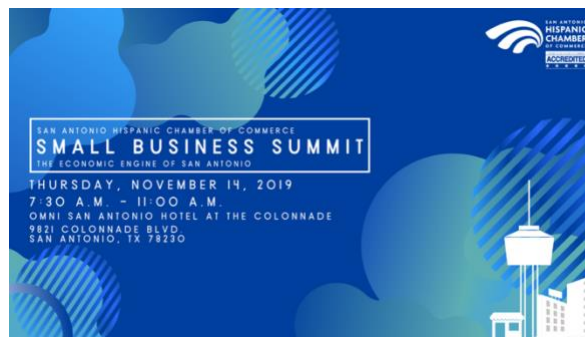 SAN ANTONIO
HISPANIC
CHAMBER
OF COMMERCE
ACCREDITED
SAN ANTONIO HISPANIC CHAMBER OF COMMERCE
SMALL BUSINESS SUMMIT
THE ECONOMIC ENGINE OF SAN ANTONIO
THURSDAY, NOVEMBER 14, 2019
7:30 A.M. - 11:00 A.M.
OMNI SAN ANTONIO HOTEL AT THE COLONNADE
9821 COLONNADE BLVD.
SAN ANTONIO, TX 78230